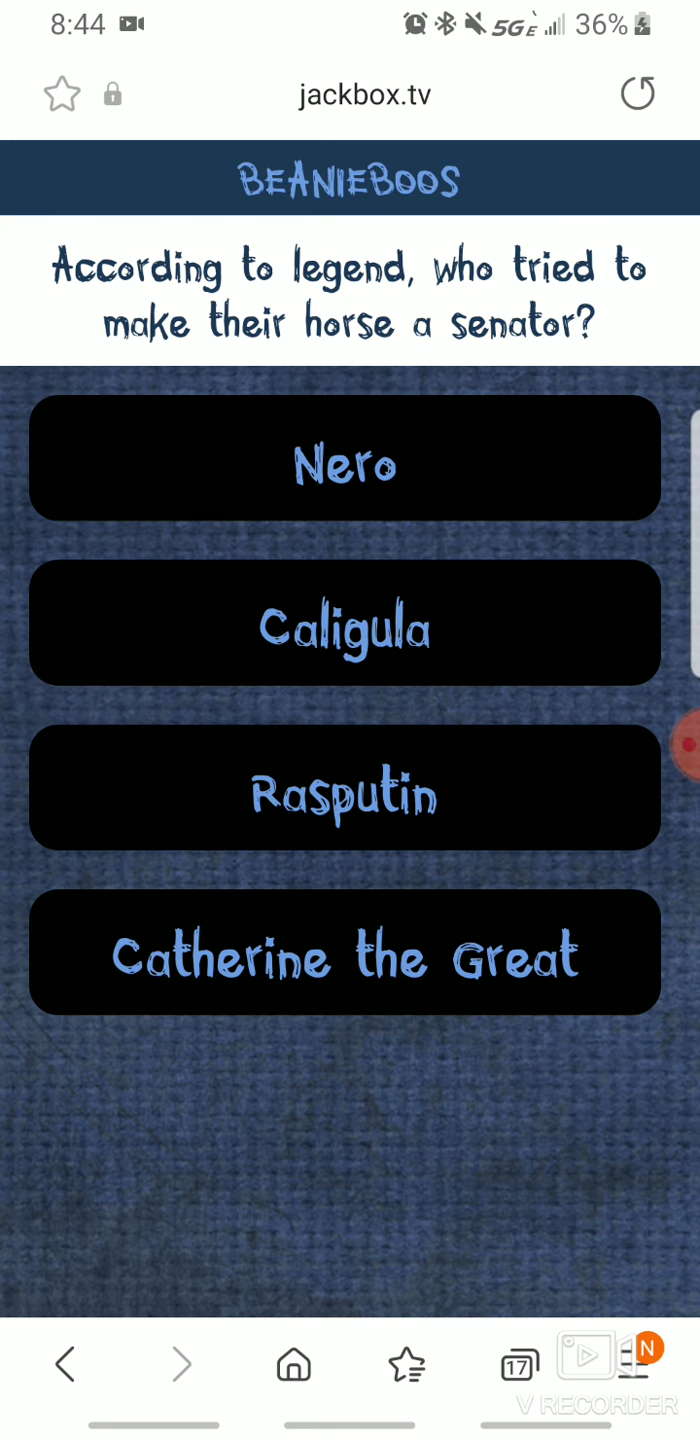 8:44 5GE 36%
jackbox.tv
BEANIEBOOS
According to legend, who tried to
make their horse a senator?
Nero
Caligula
Rasputin
Catherine the Great
17 N
V RECORDER